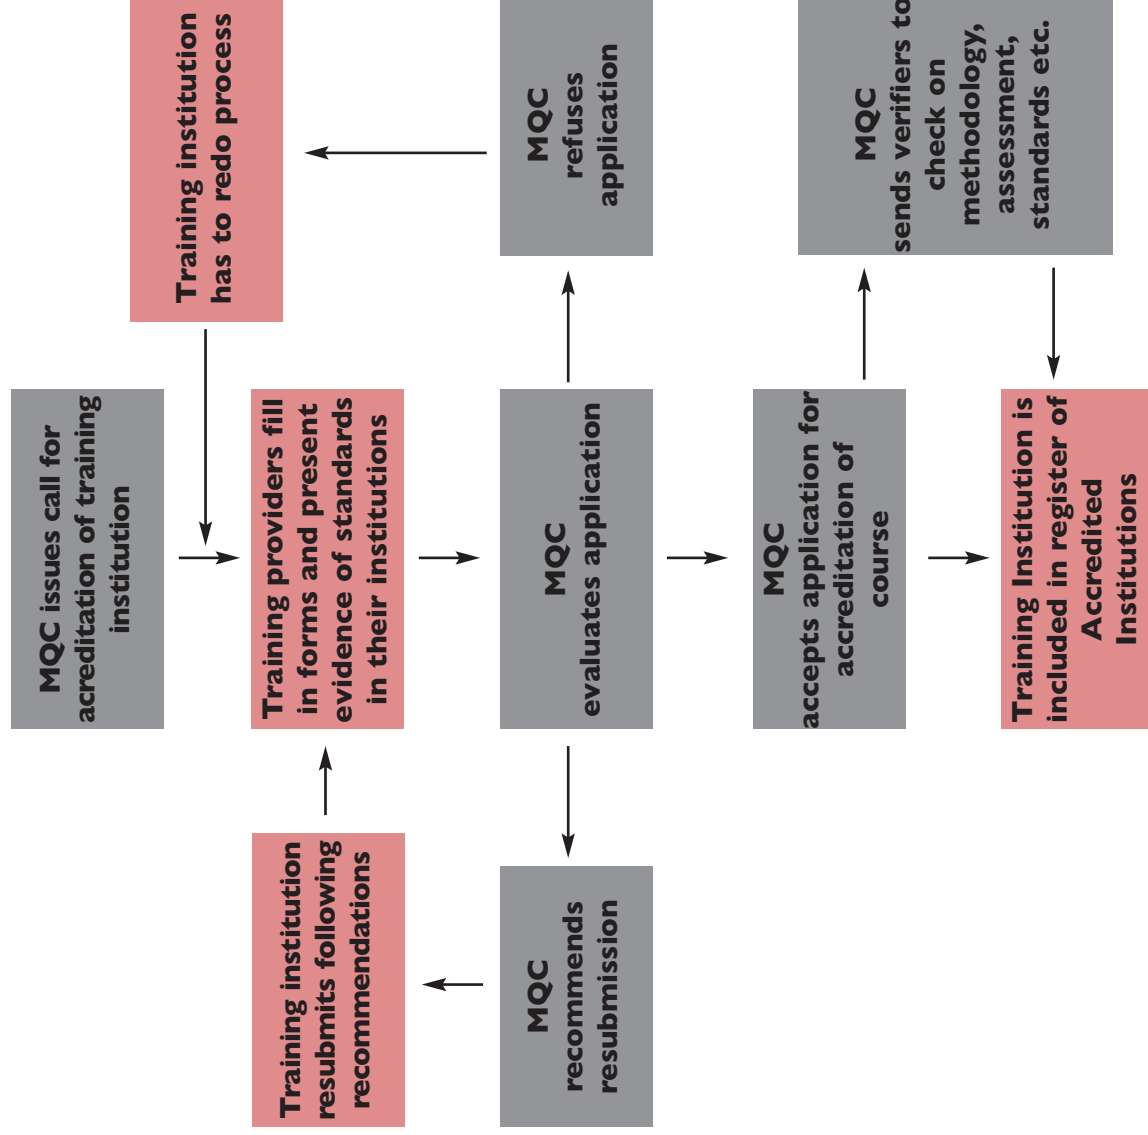 MQC issues call for
acreditation of training
institution
Training institution
has to redo process
Training providers fill
in forms and present
evidence of standards
in their institutions
Training institution
resubmits following
recommendations
MQC
evaluates application
MQC
refuses
application
MQC
recommends
resubmission
MQC
accepts application for
accreditation of
course
MQC
sends verifiers to
check on
methodology,
assessment,
standards etc.
Training Institution is
included in register of
Accredited
Institutions